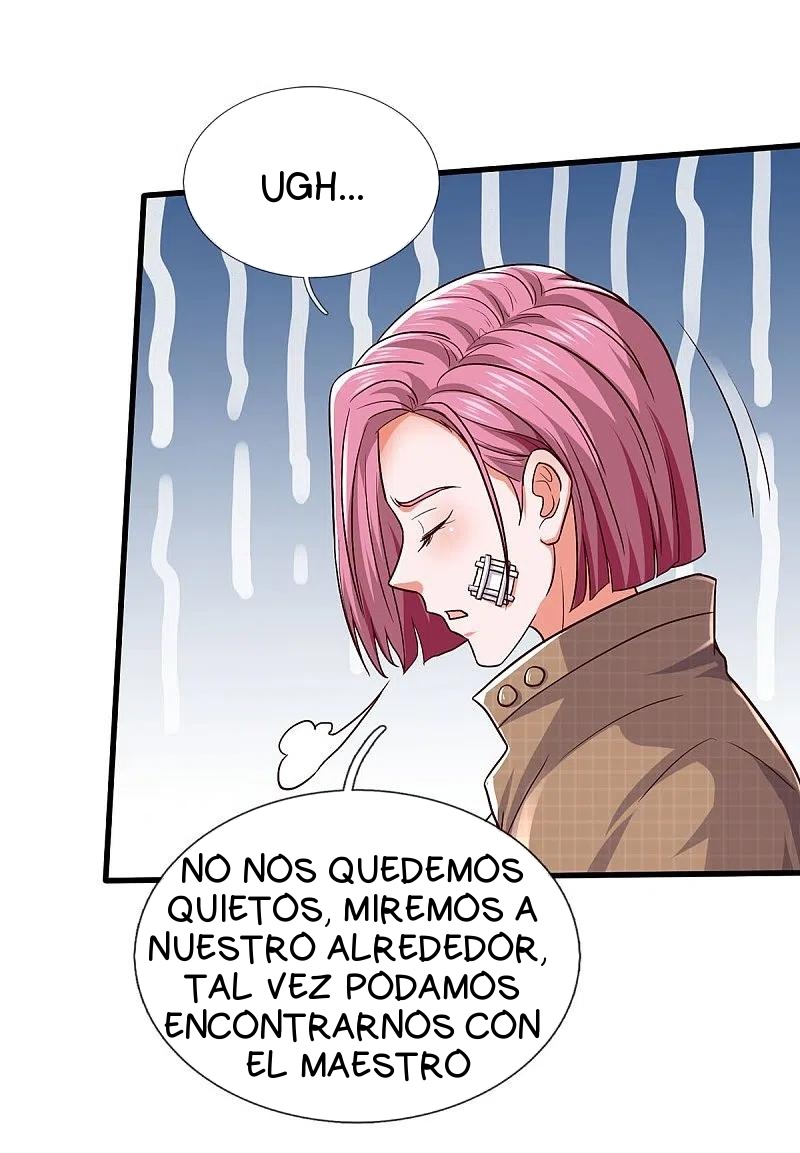 UGH...
NO NOS QUEDEMOS
QUIETOS, MIREMOS A
NUESTRO ALREDEDOR,
TAL VEZ PODAMOS
ENCONTRARNOS CON
EL MAESTRO